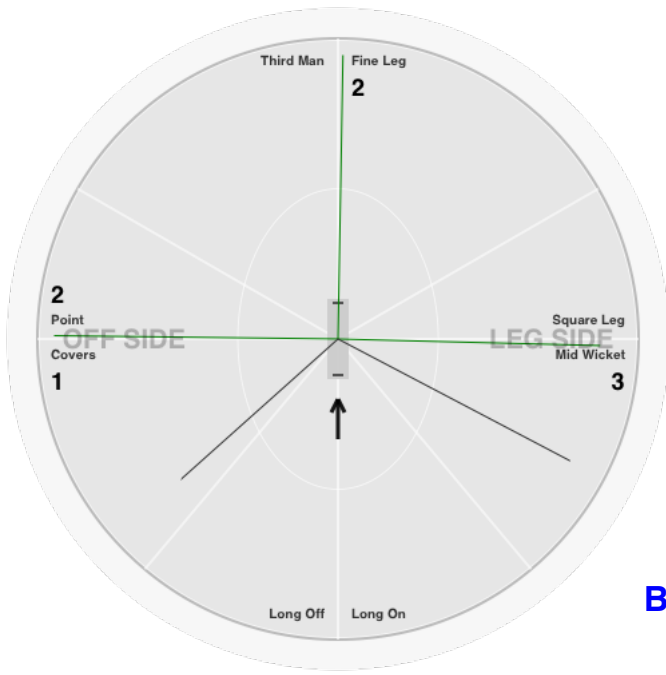 Third Man
Fine Leg
2
2
Point
OFF SIDE
Covers
1
Square Leg
LEG SIDE
Mid Wicket
3
Long Off
Long On
B